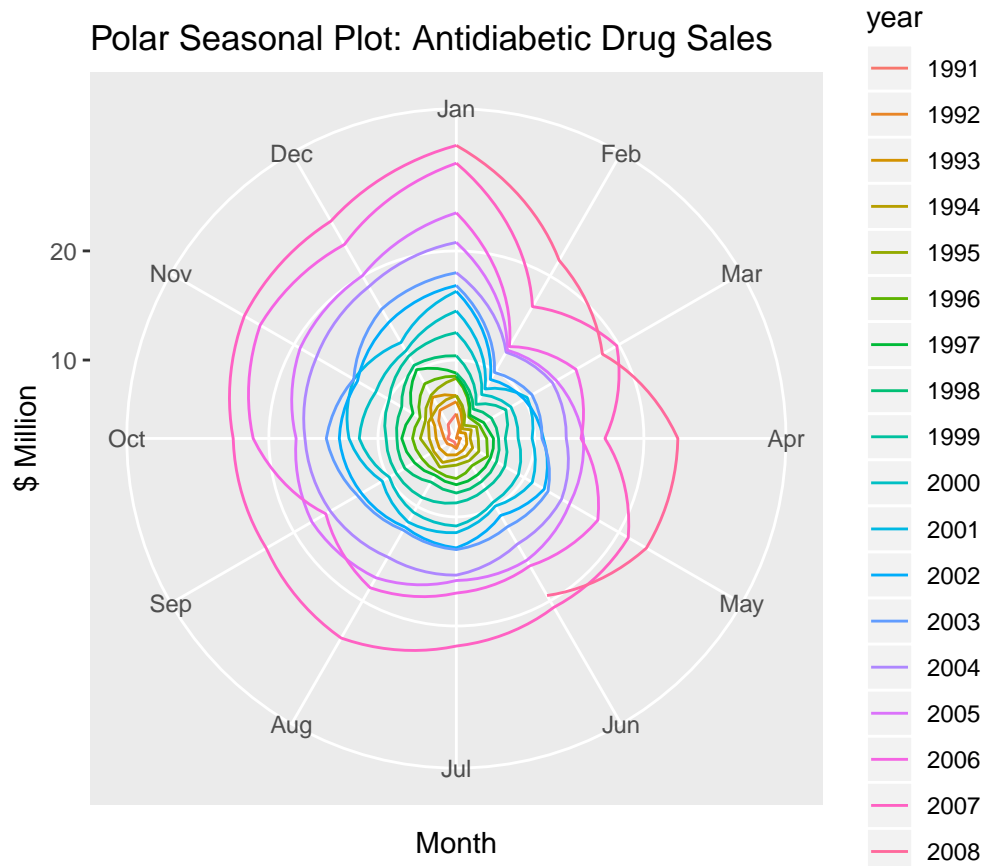 Polar Seasonal Plot: Antidiabetic Drug Sales
Jan
Feb
Mar
Apr
May
Jun
Jul
Aug
Sep
Oct
Nov
Dec
20
10
$ Million
Month
year
1991
1992
1993
1994
1995
1996
1997
1998
1999
2000
2001
2002
2003
2004
2005
2006
2007
2008